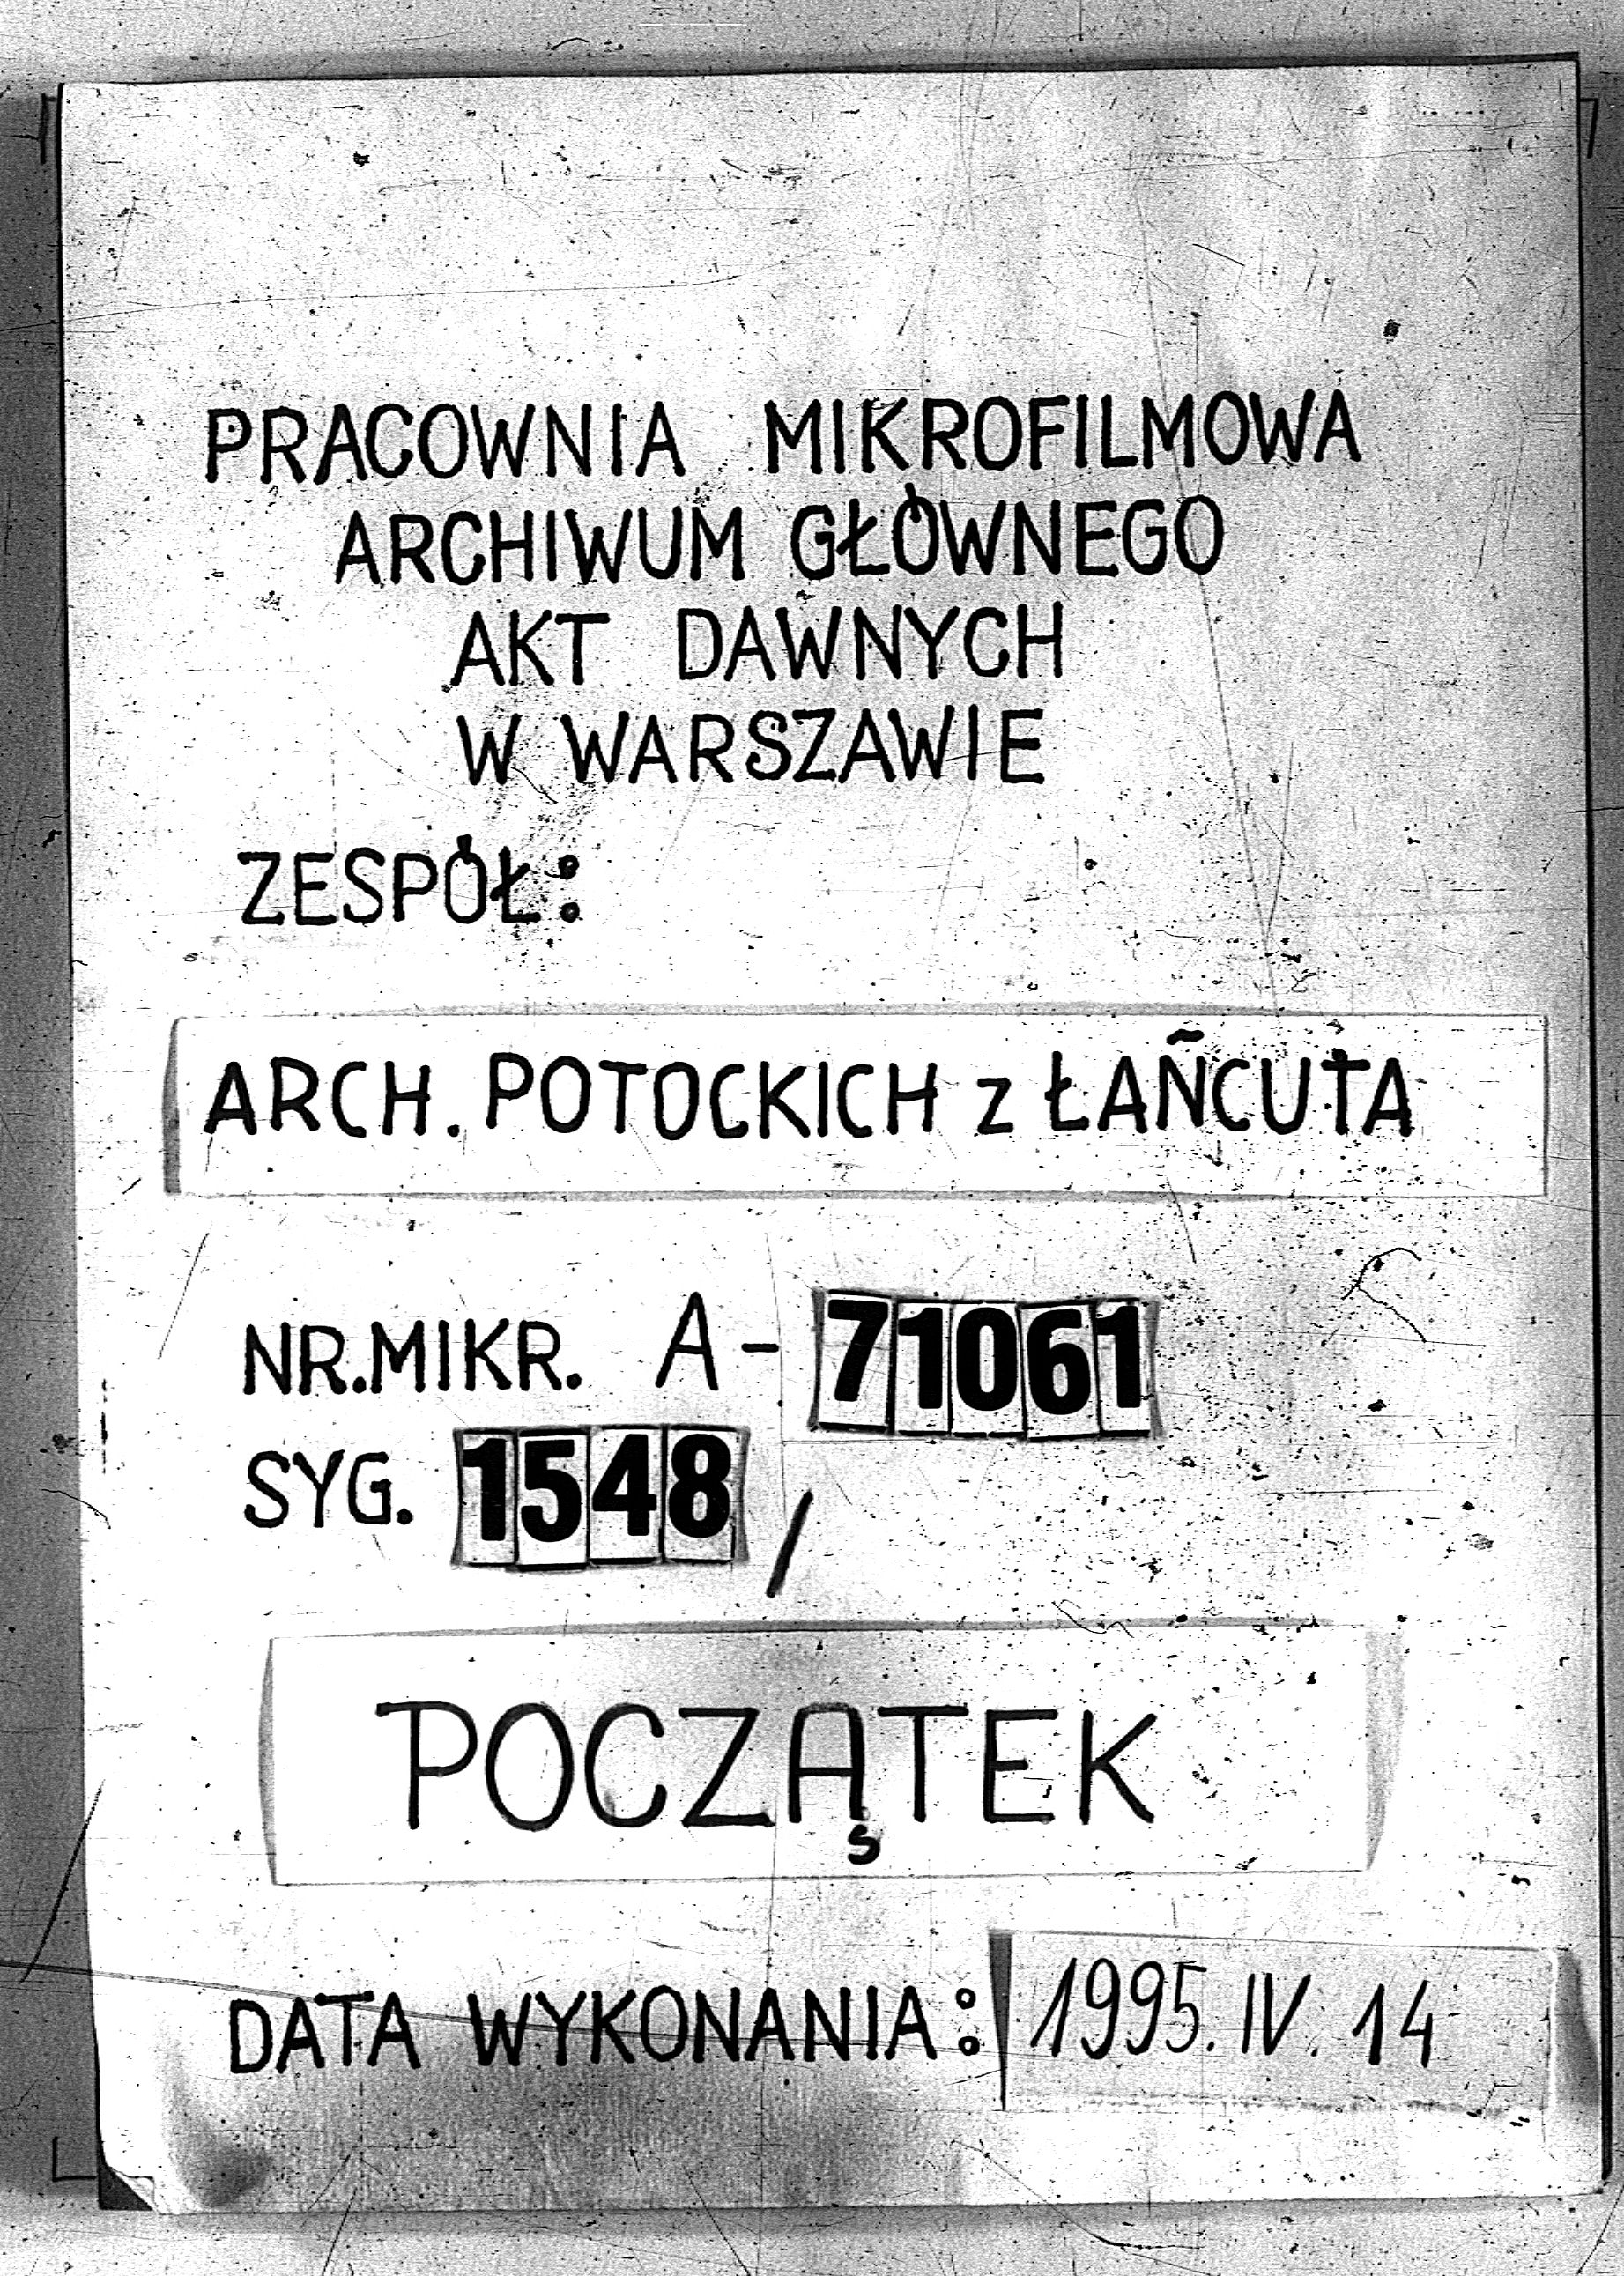 PRACOWNIA MIKROFILMOWA
ARCHIWUM GŁÓWNEGO
AKT DAWNYCH
W WARSZAWIE
ZESPÓŁ:
ARCH. POTOCKICH z ŁAŃCUTA
NR.MIKR. A-71061
SYG. 1548/
POCZĄTEK
DATA WYKONANIA: 1995.IV.14